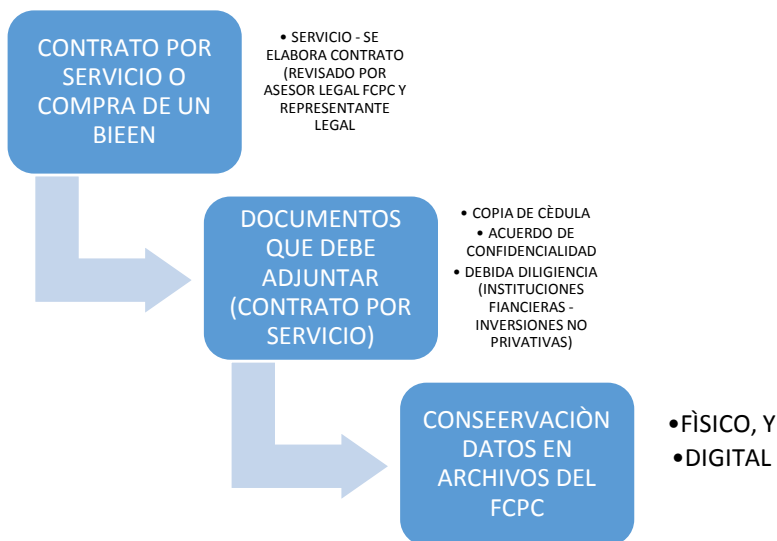 CONTRATO POR
SERVICIO O
COMPRA DE UN
BIEEN
• SERVICIO - SE
ELABORA CONTRATO
(REVISADO POR
ASESOR LEGAL FCPC Y
REPRESENTANTE
LEGAL
DOCUMENTOS
QUE DEBE
ADJUNTAR
(CONTRATO POR
SERVICIO)
• COPIA DE CÈDULA
• ACUERDO DE
CONFIDENCIALIDAD
• DEBIDA DILIGIENCIA
(INSTITUCIONES
FIANCIERAS -
INVERSIONES NO
PRIVATIVAS)
CONSEERVACIÒN
DATOS EN
ARCHIVOS DEL
FCPC
•FÌSICO, Y
•DIGITAL